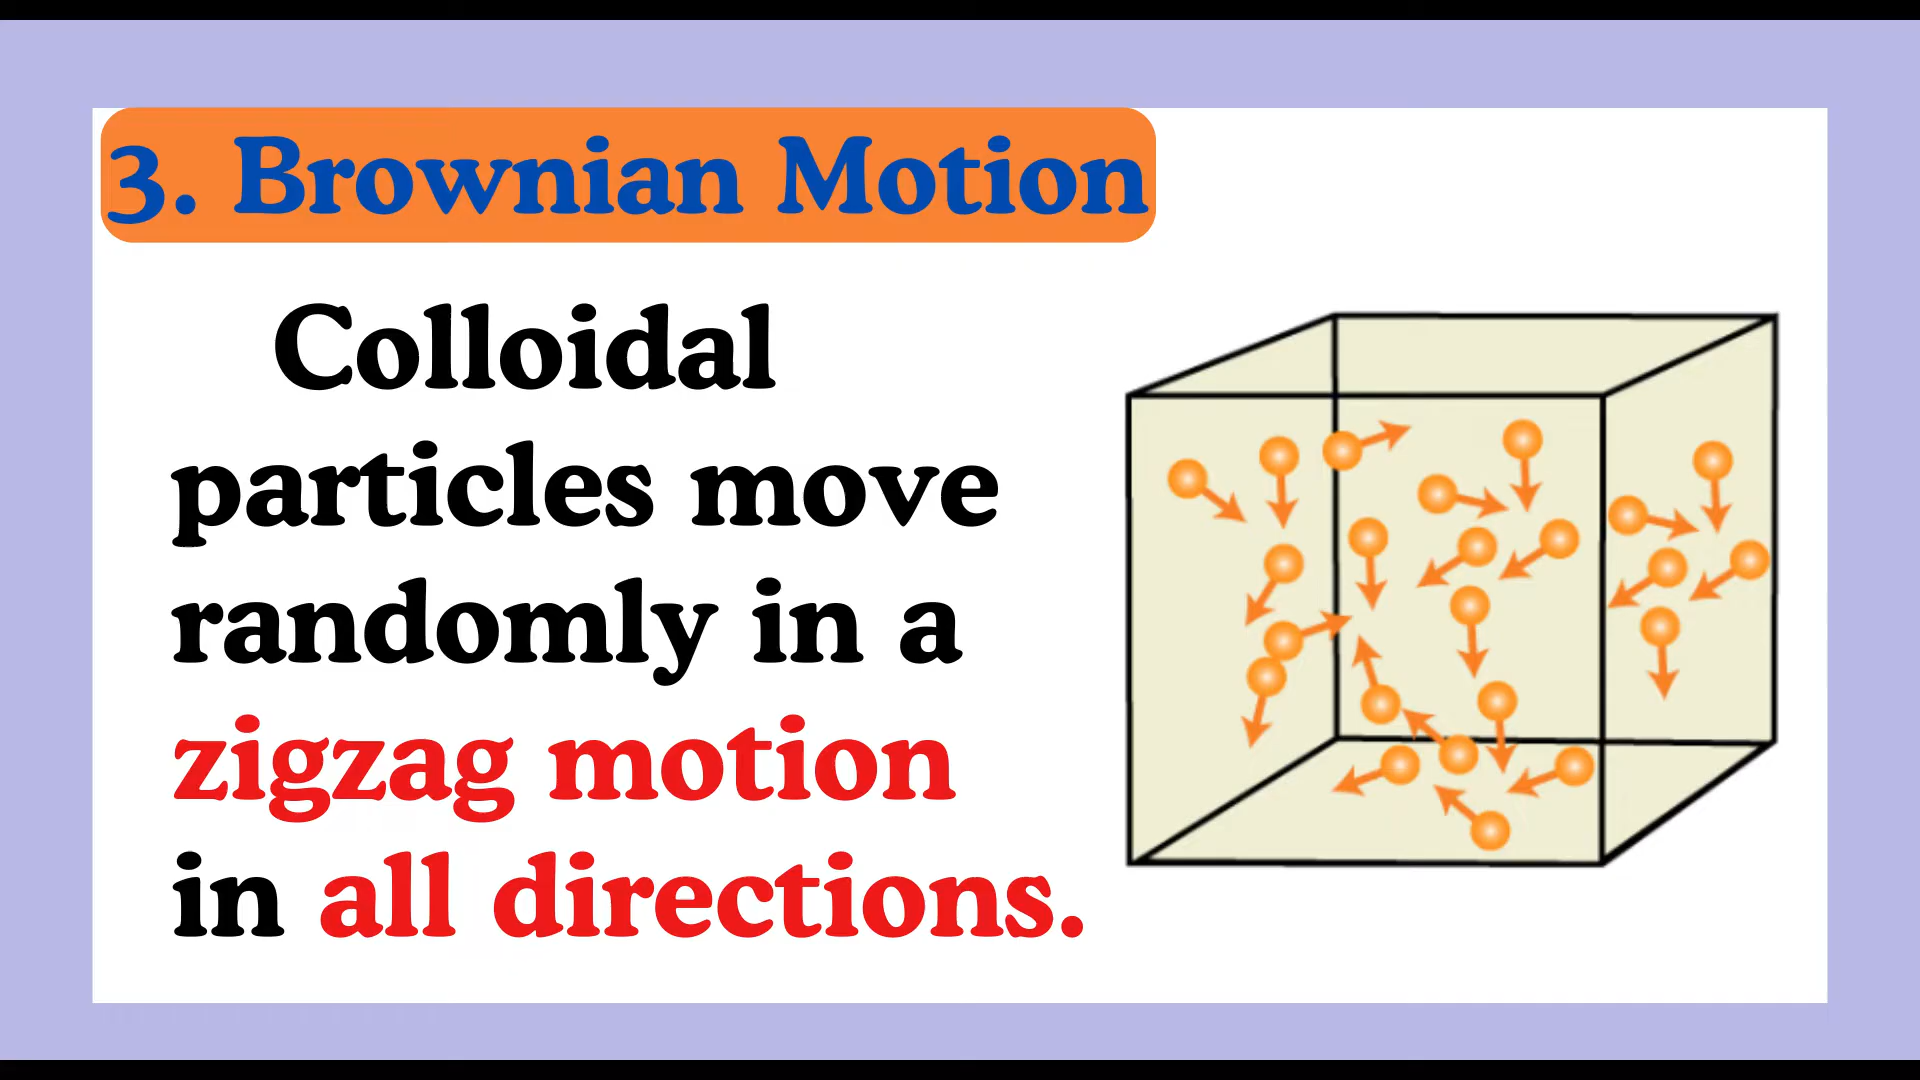 3. Brownian Motion
Colloidal
particles move
randomly in a
zigzag motion
in all directions.